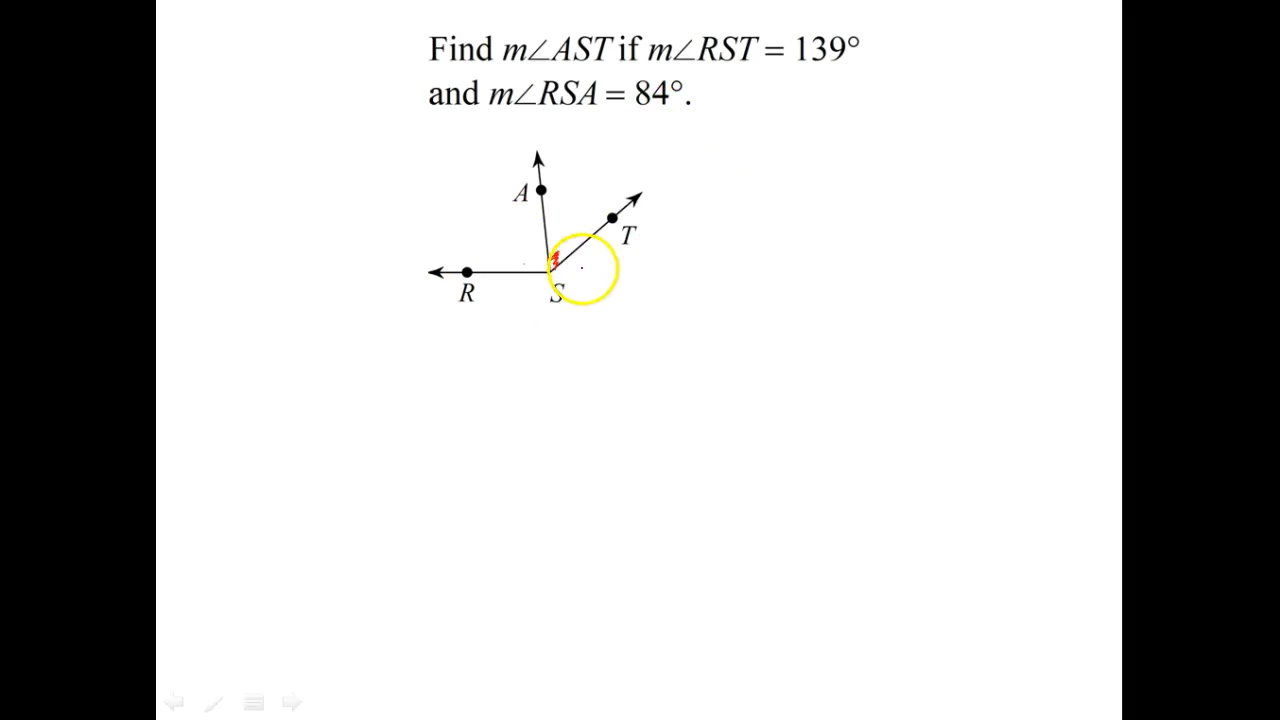 Find m∠AST if m∠RST = 139°
and m∠RSA = 84°.
A
T
R
S